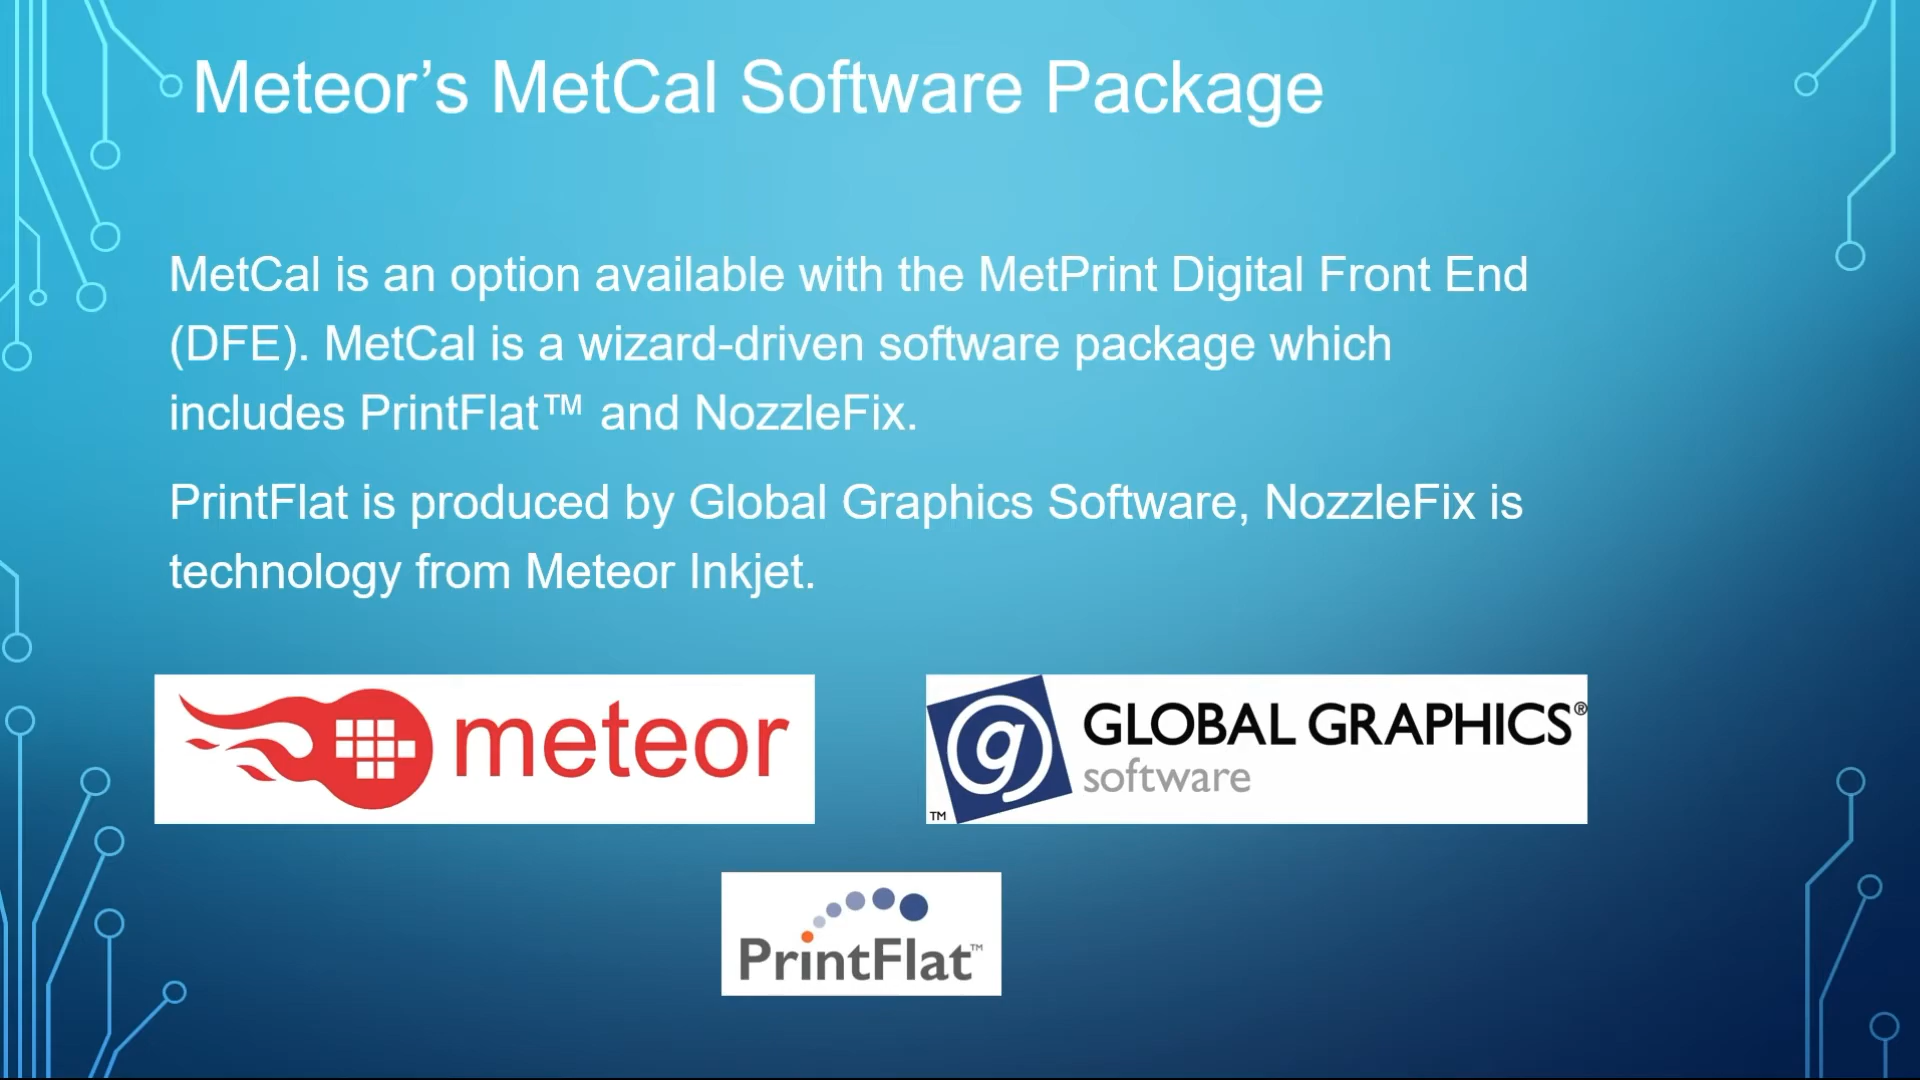 Meteor’s MetCal Software Package
MetCal is an option available with the MetPrint Digital Front End
(DFE). MetCal is a wizard-driven software package which
includes PrintFlat™ and NozzleFix.
PrintFlat is produced by Global Graphics Software, NozzleFix is
technology from Meteor Inkjet.
meteor
g
GLOBAL GRAPHICS®
software
TM
PrintFlat™